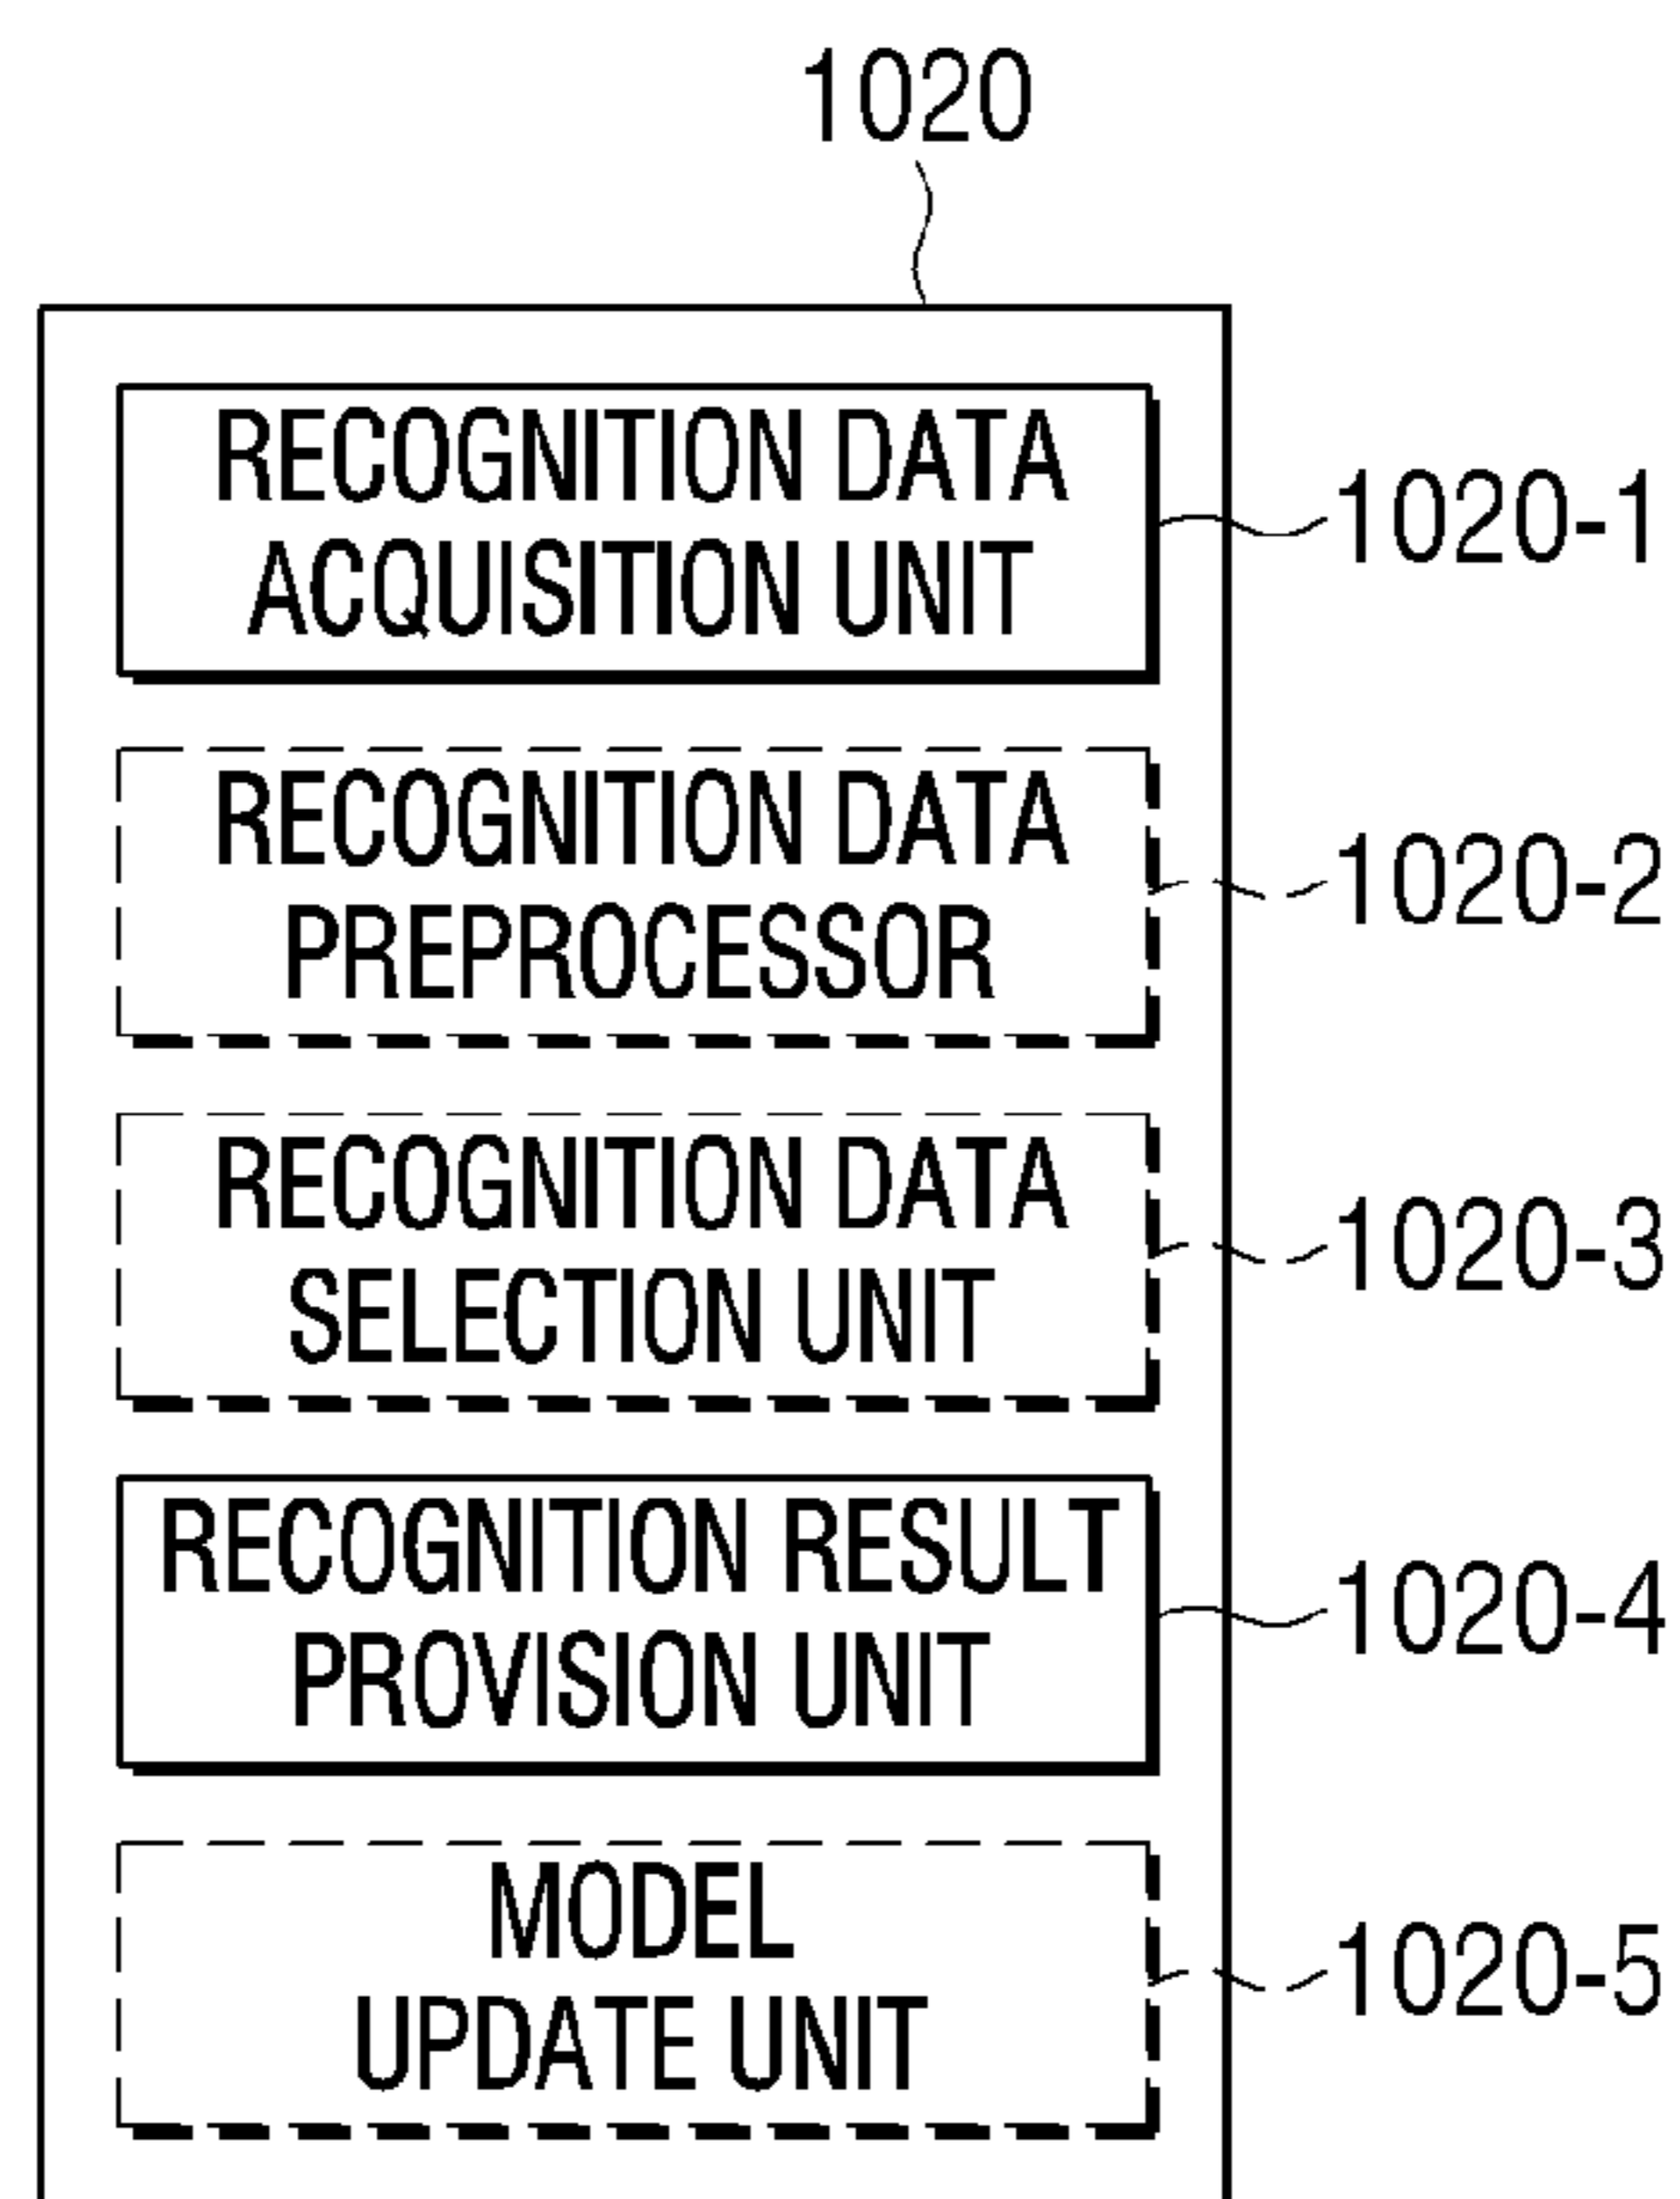 1020
RECOGNITION DATA
ACQUISITION UNIT
1020-1
RECOGNITION DATA
PREPROCESSOR
1020-2
RECOGNITION DATA
SELECTION UNIT
1020-3
RECOGNITION RESULT
PROVISION UNIT
1020-4
MODEL
UPDATE UNIT
1020-5